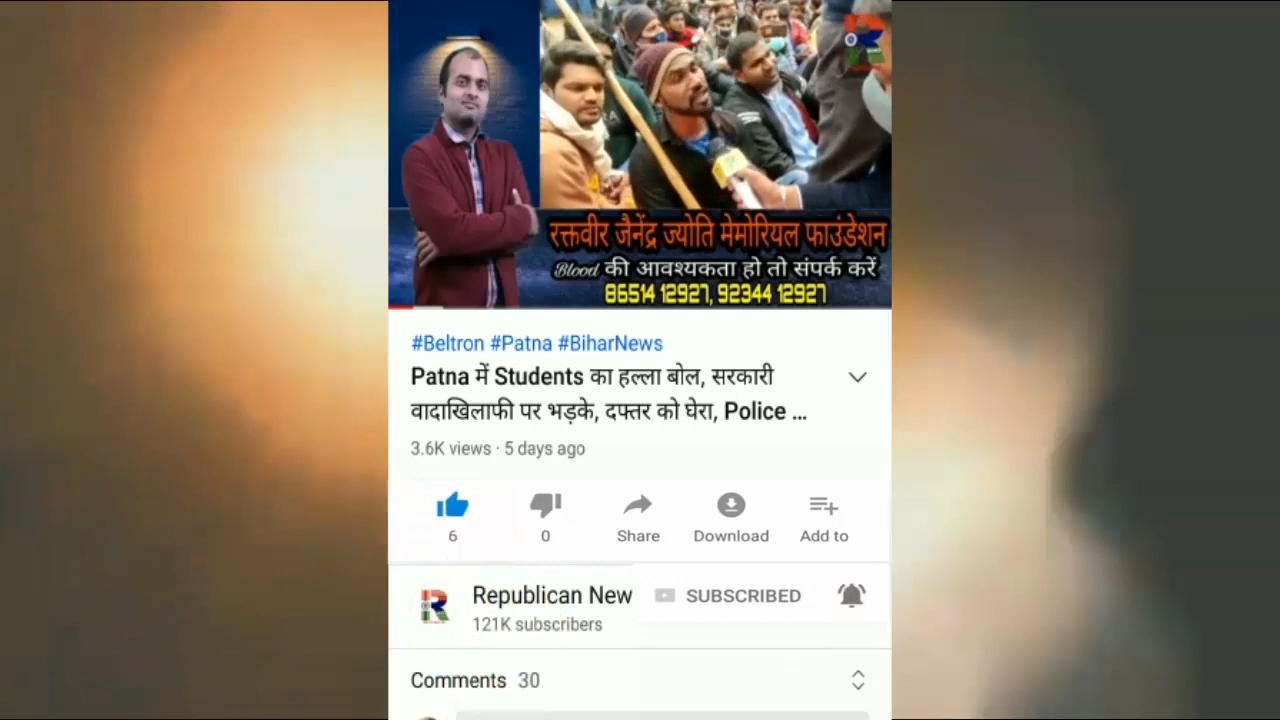 रक्तवीर जैनेंद्र ज्योति मेमोरियल फाउंडेशन
Blood की आवश्यकता हो तो संपर्क करें
86514 12927, 92344 12927
#Beltron #Patna #BiharNews
Patna में Students का हल्ला बोल, सरकारी
वादाखिलाफी पर भड़के, दफ्तर को घेरा, Police ...
3.6K views · 5 days ago
6
0
Share
Download
Add to
Republican New
SUBSCRIBED
121K subscribers
Comments 30